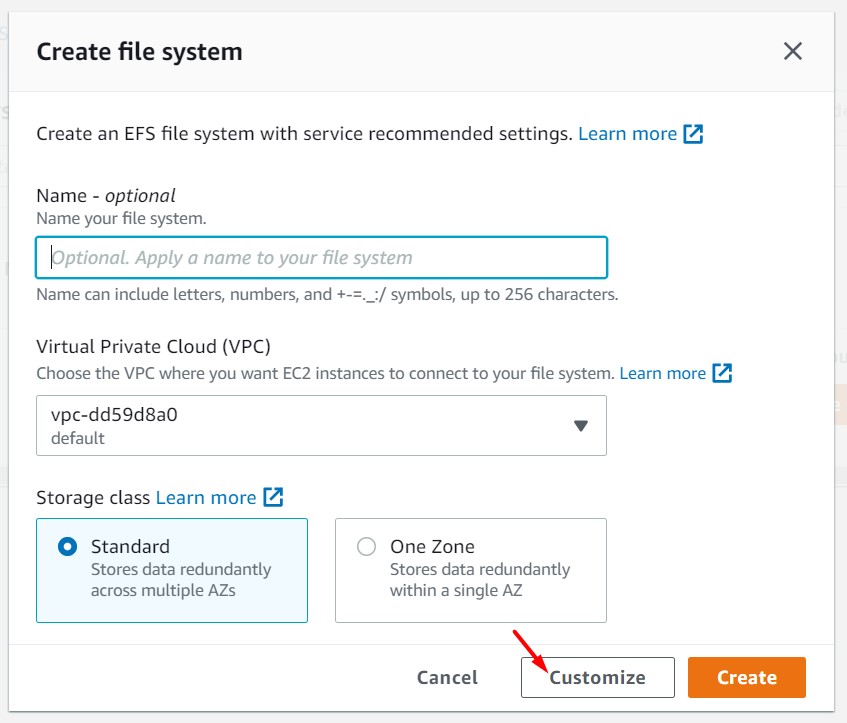 Create file system
Create an EFS file system with service recommended settings. Learn more
Name - optional
Name your file system.
Optional. Apply a name to your file system
Name can include letters, numbers, and +-=._:/ symbols, up to 256 characters.
Virtual Private Cloud (VPC)
Choose the VPC where you want EC2 instances to connect to your file system. Learn more
vpc-dd59d8a0
default
Storage class Learn more
Standard
Stores data redundantly
across multiple AZs
One Zone
Stores data redundantly
within a single AZ
Cancel Customize Create